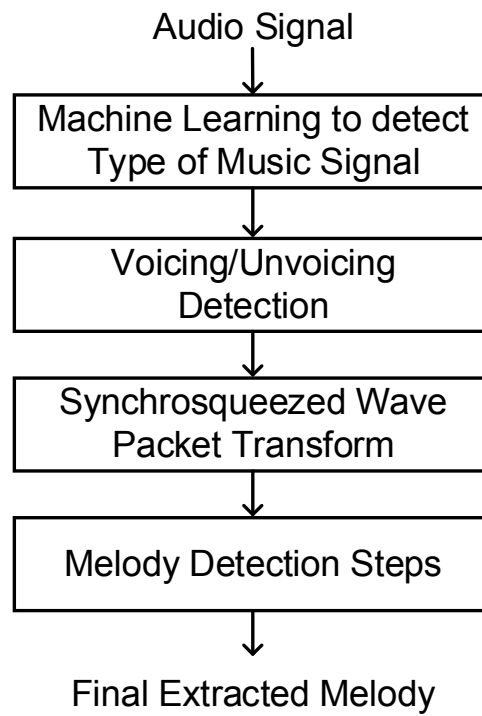 Audio Signal
Machine Learning to detect
Type of Music Signal
Voicing/Unvoicing
Detection
Synchrosqueezed Wave
Packet Transform
Melody Detection Steps
Final Extracted Melody